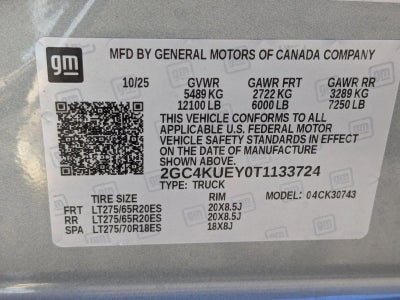 gm
MFD BY GENERAL MOTORS OF CANADA COMPANY
10/25 GVWR GAWR FRT GAWR RR
5489 KG 2722 KG 3289 KG
12100 LB 6000 LB 7250 LB
THIS VEHICLE CONFORMS TO ALL
APPLICABLE U.S. FEDERAL MOTOR
VEHICLE SAFETY STANDARDS IN EFFECT
ON THE DATE OF MANUFACTURE
SHOWN ABOVE.
2GC4KUEY0T1133724
TYPE: TRUCK
TIRE SIZE RIM MODEL: 04CK30743
FRT LT275/65R20ES 20X8.5J
RR LT275/65R20ES 20X8.5J
SPA LT275/70R18ES 18X8J